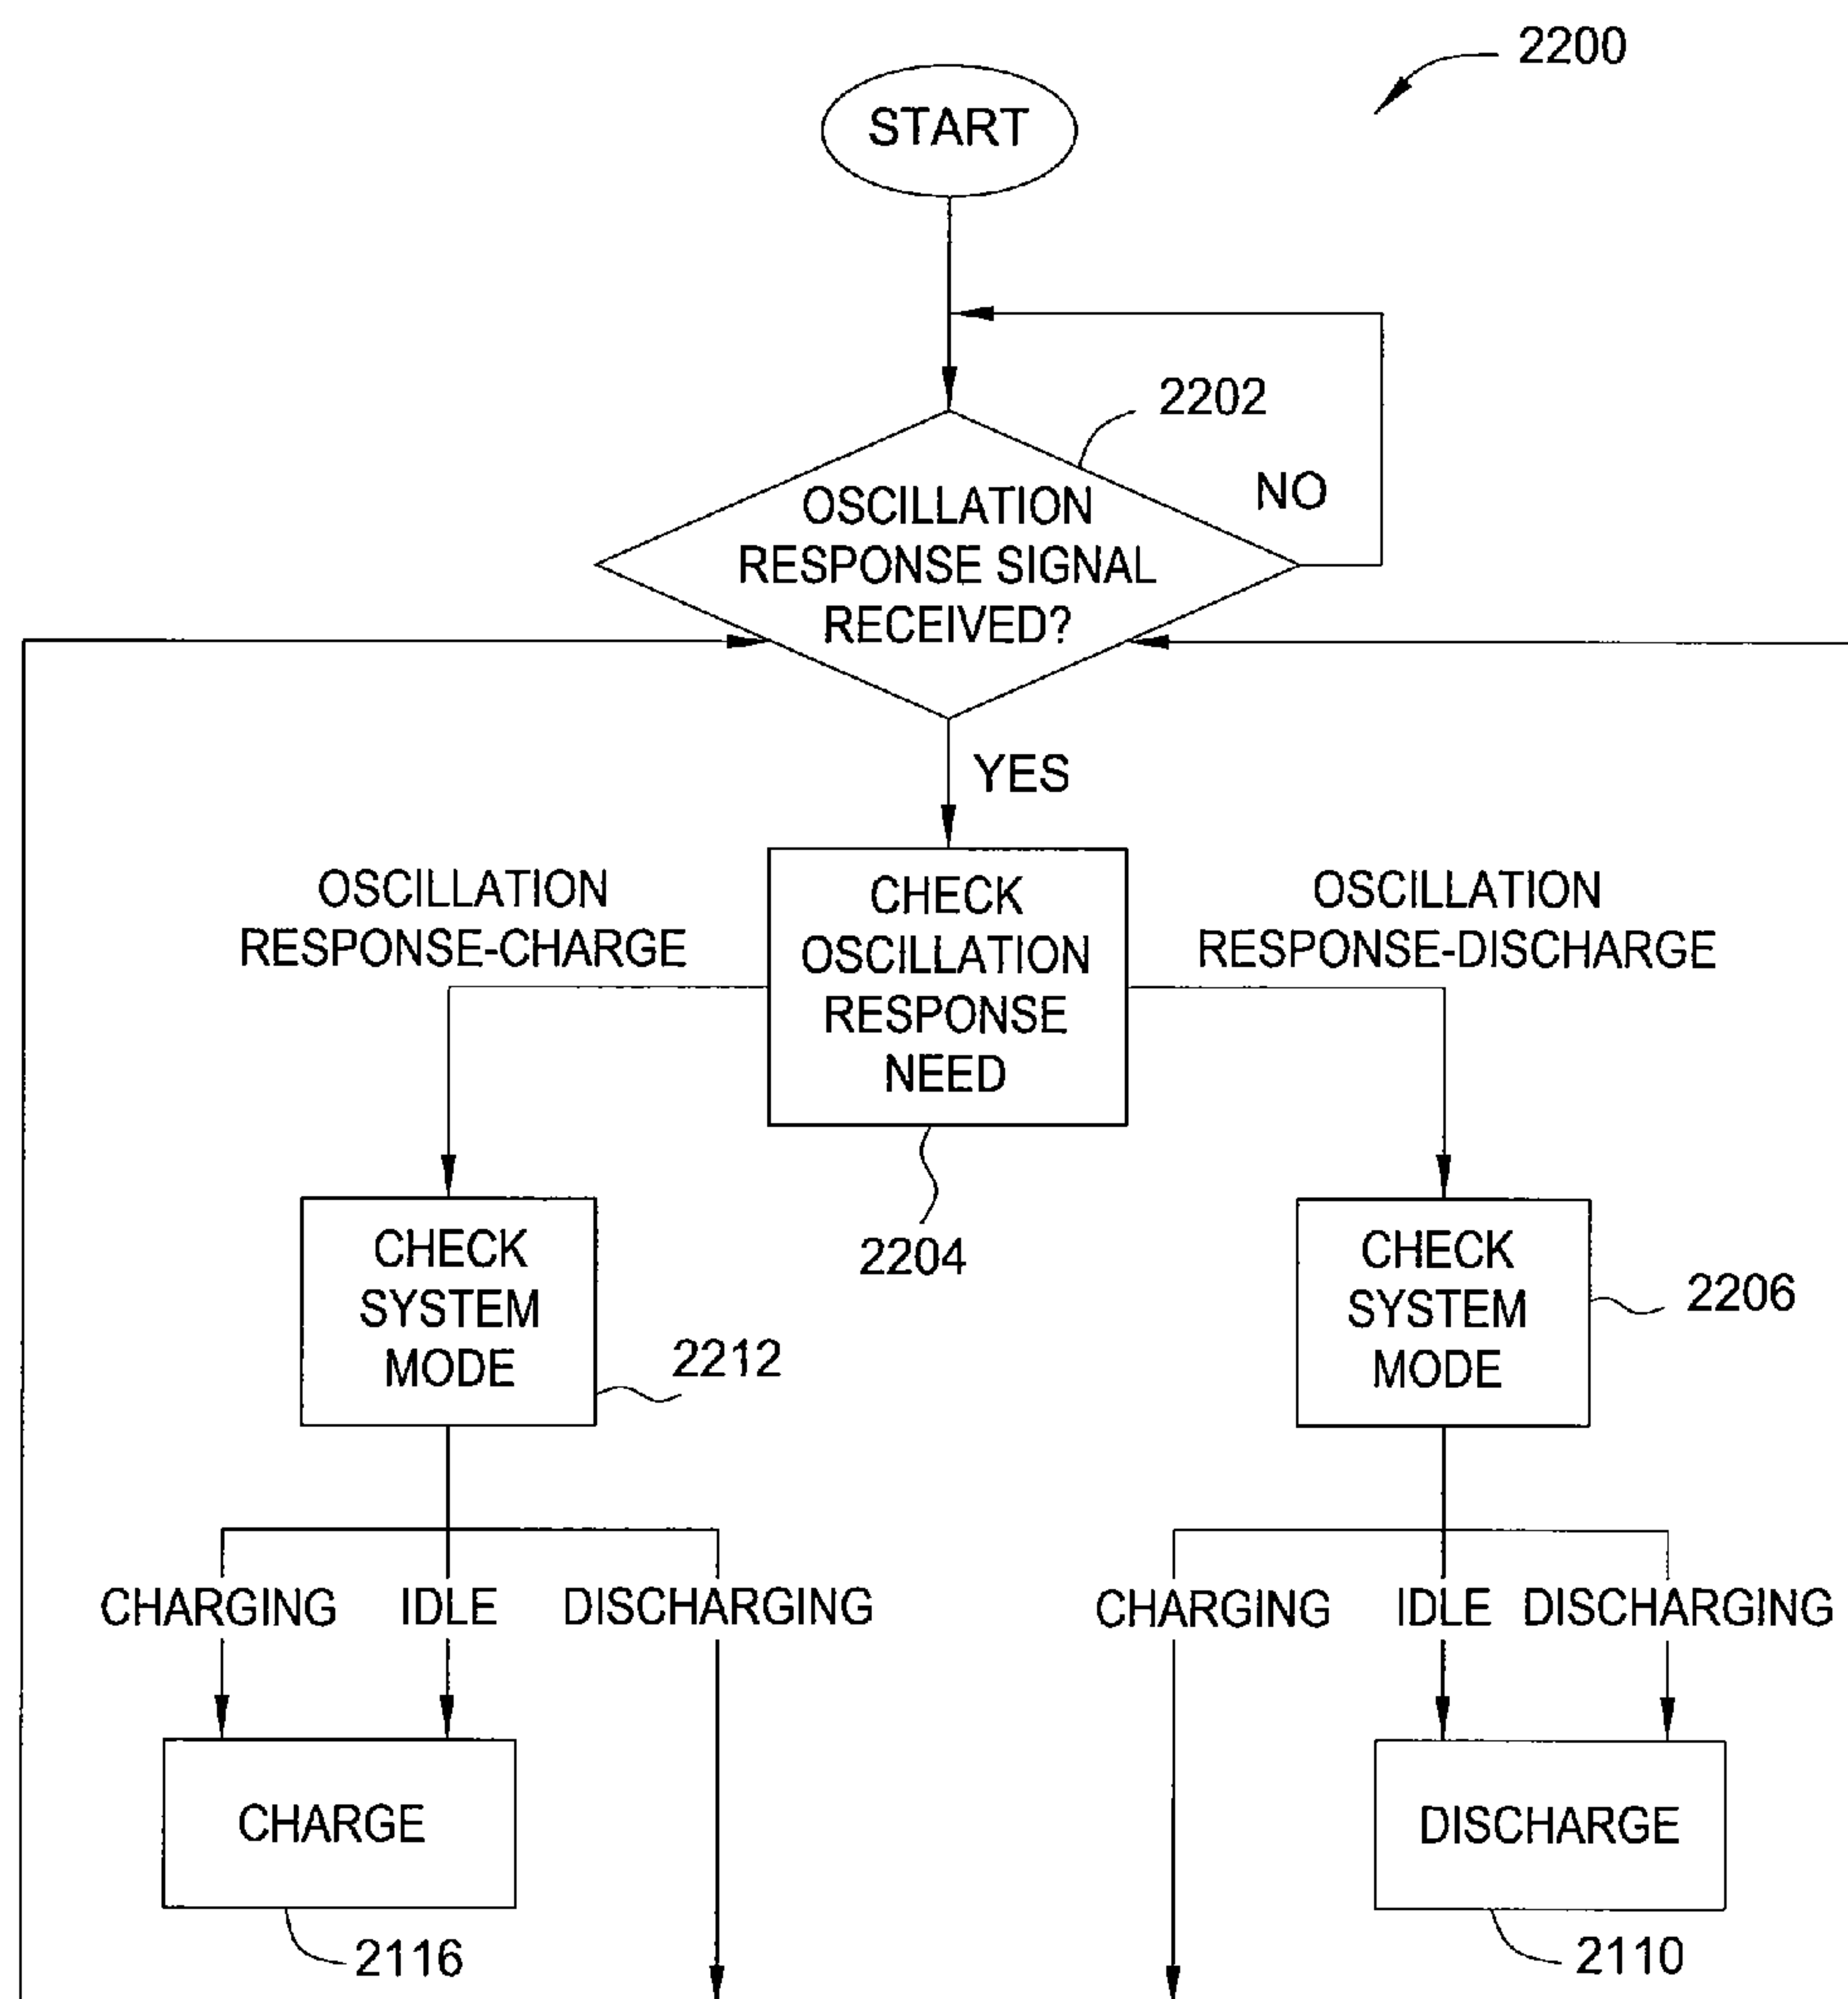 2200
START
2202
NO
OSCILLATION
RESPONSE SIGNAL
RECEIVED?
YES
OSCILLATION
RESPONSE-CHARGE
CHECK
OSCILLATION
RESPONSE
NEED
OSCILLATION
RESPONSE-DISCHARGE
2204
CHECK
SYSTEM
MODE
2212
CHECK
SYSTEM
MODE
2206
CHARGING
IDLE
DISCHARGING
CHARGING
IDLE
DISCHARGING
CHARGE
DISCHARGE
2116
2110